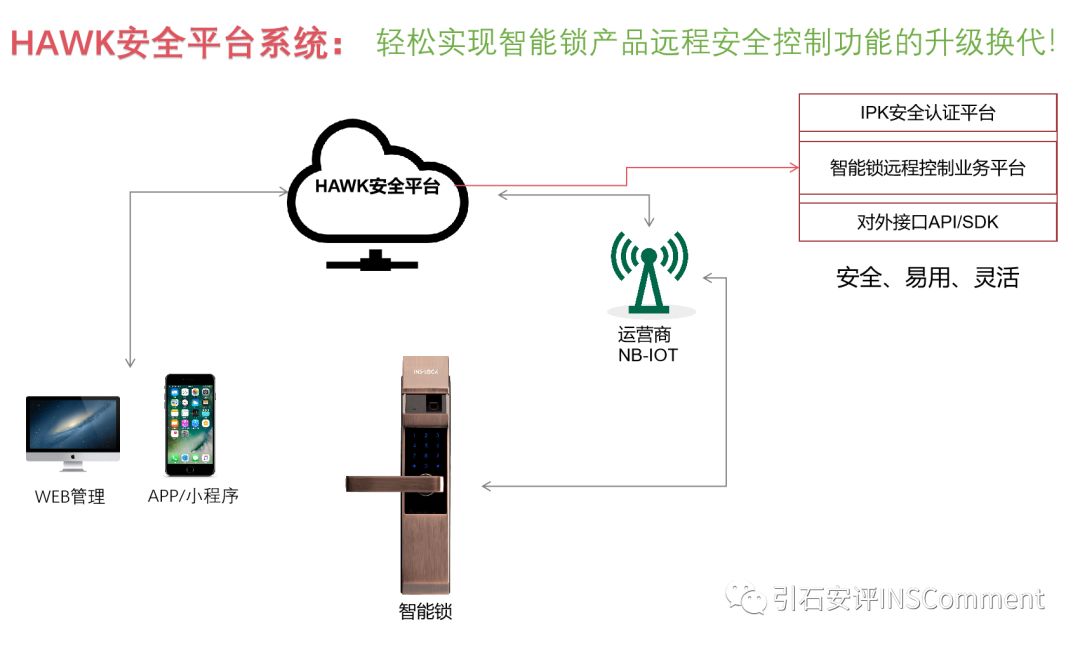 HAWK安全平台系统： 轻松实现智能锁产品远程安全控制功能的升级换代！
IPK安全认证平台
HAWK安全平台
智能锁远程控制业务平台
对外接口API/SDK
安全、易用、灵活
运营商
NB-IOT
INS-LOCK
WEB管理
APP/小程序
智能锁
引石安评INSComment